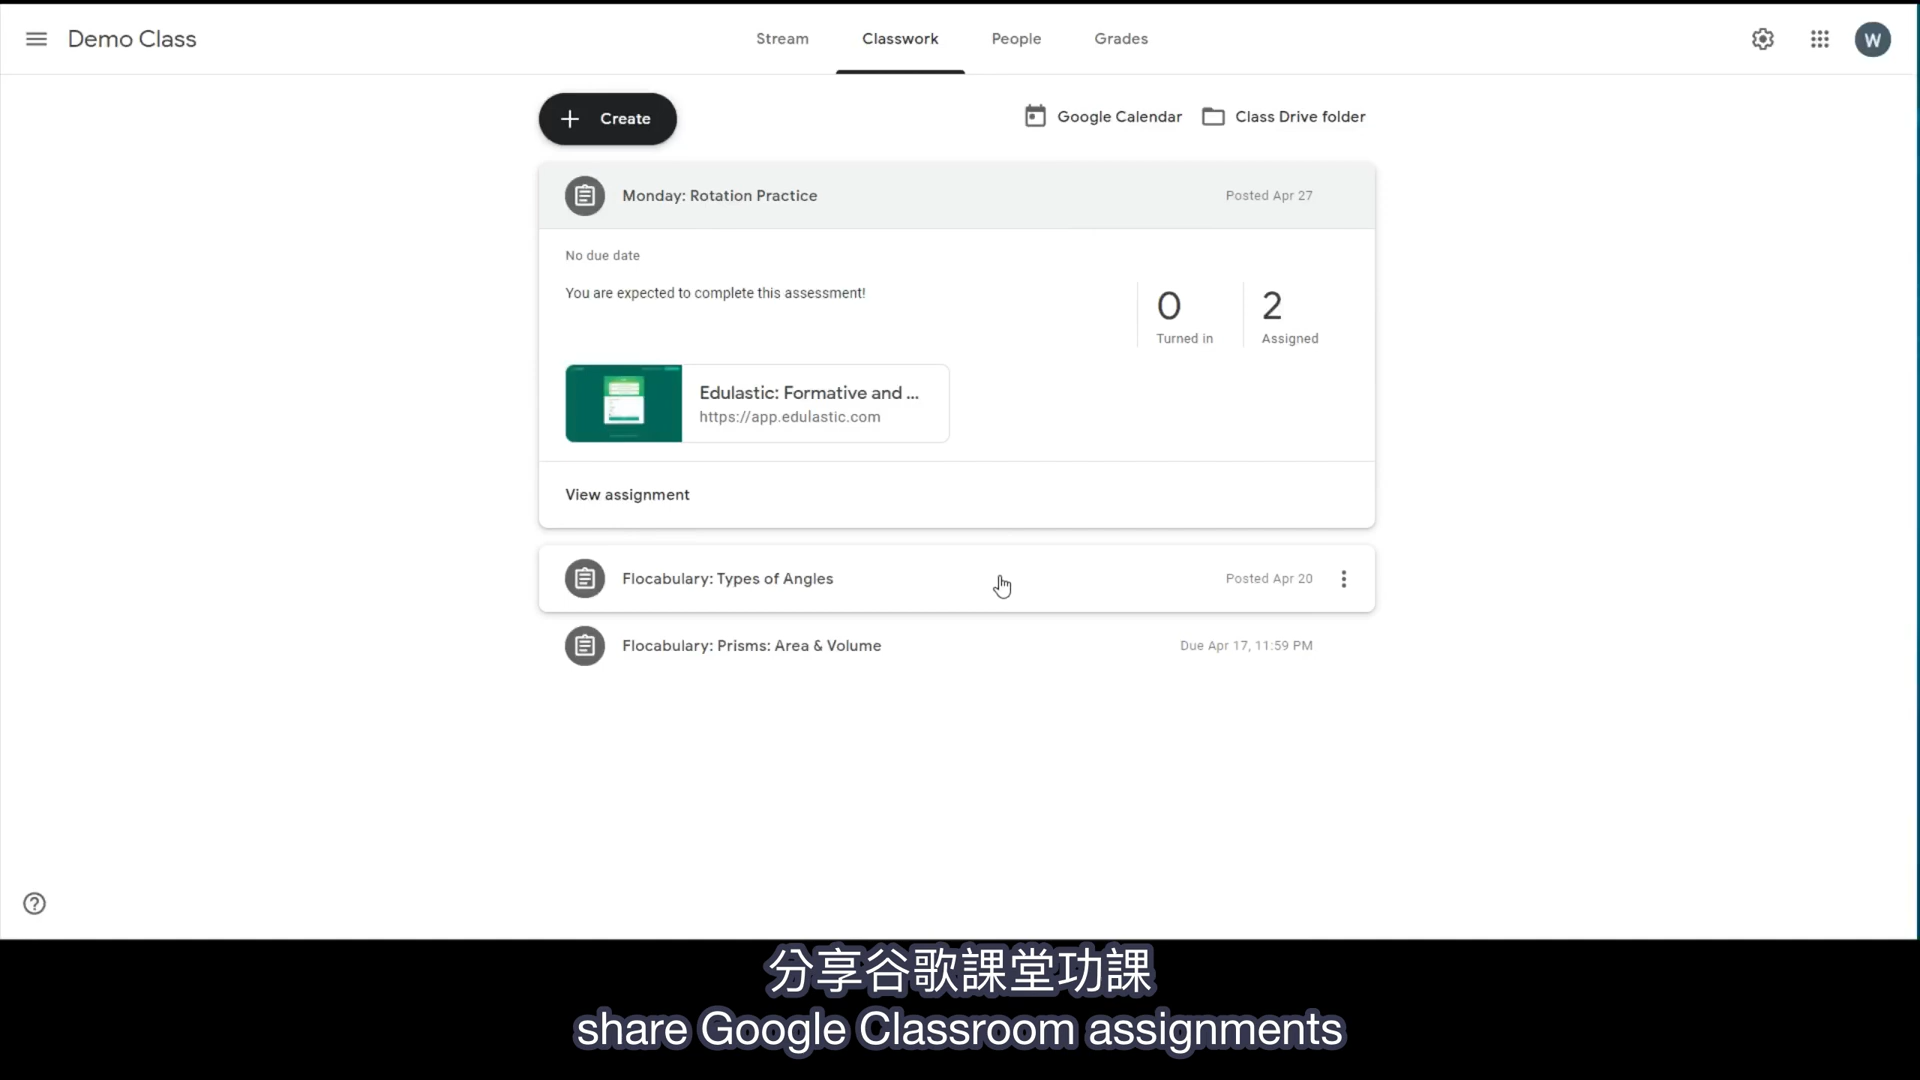 Demo Class
Stream
Classwork
People
Grades
W
Create
Google Calendar
Class Drive folder
Monday: Rotation Practice
Posted Apr 27
No due date
You are expected to complete this assessment!
0
Turned in
2
Assigned
Edulastic: Formative and ...
https://app.edulastic.com
View assignment
Flocabulary: Types of Angles
Posted Apr 20
Flocabulary: Prisms: Area & Volume
Due Apr 17, 11:59 PM
分享谷歌課堂功課
share Google Classroom assignments